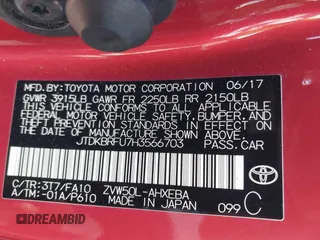 MFD. BY: TOYOTA MOTOR CORPORATION 06/17
GVWR 3915LB GAWR FR 2250LB RR 2150LB
THIS VEHICLE CONFORMS TO ALL APPLICABLE
FEDERAL MOTOR VEHICLE SAFETY, BUMPER, AND
THEFT PREVENTION STANDARDS IN EFFECT ON
THE DATE OF MANUFACTURE SHOWN ABOVE.
JTDKBRFU7H3566703 PASS.CAR
TOYOTA
C/TR: 3T7/FA10 ZVW50L-AHXEBA
A/TM: -01A/P610 MADE IN JAPAN 099 C
AutoBidMaster